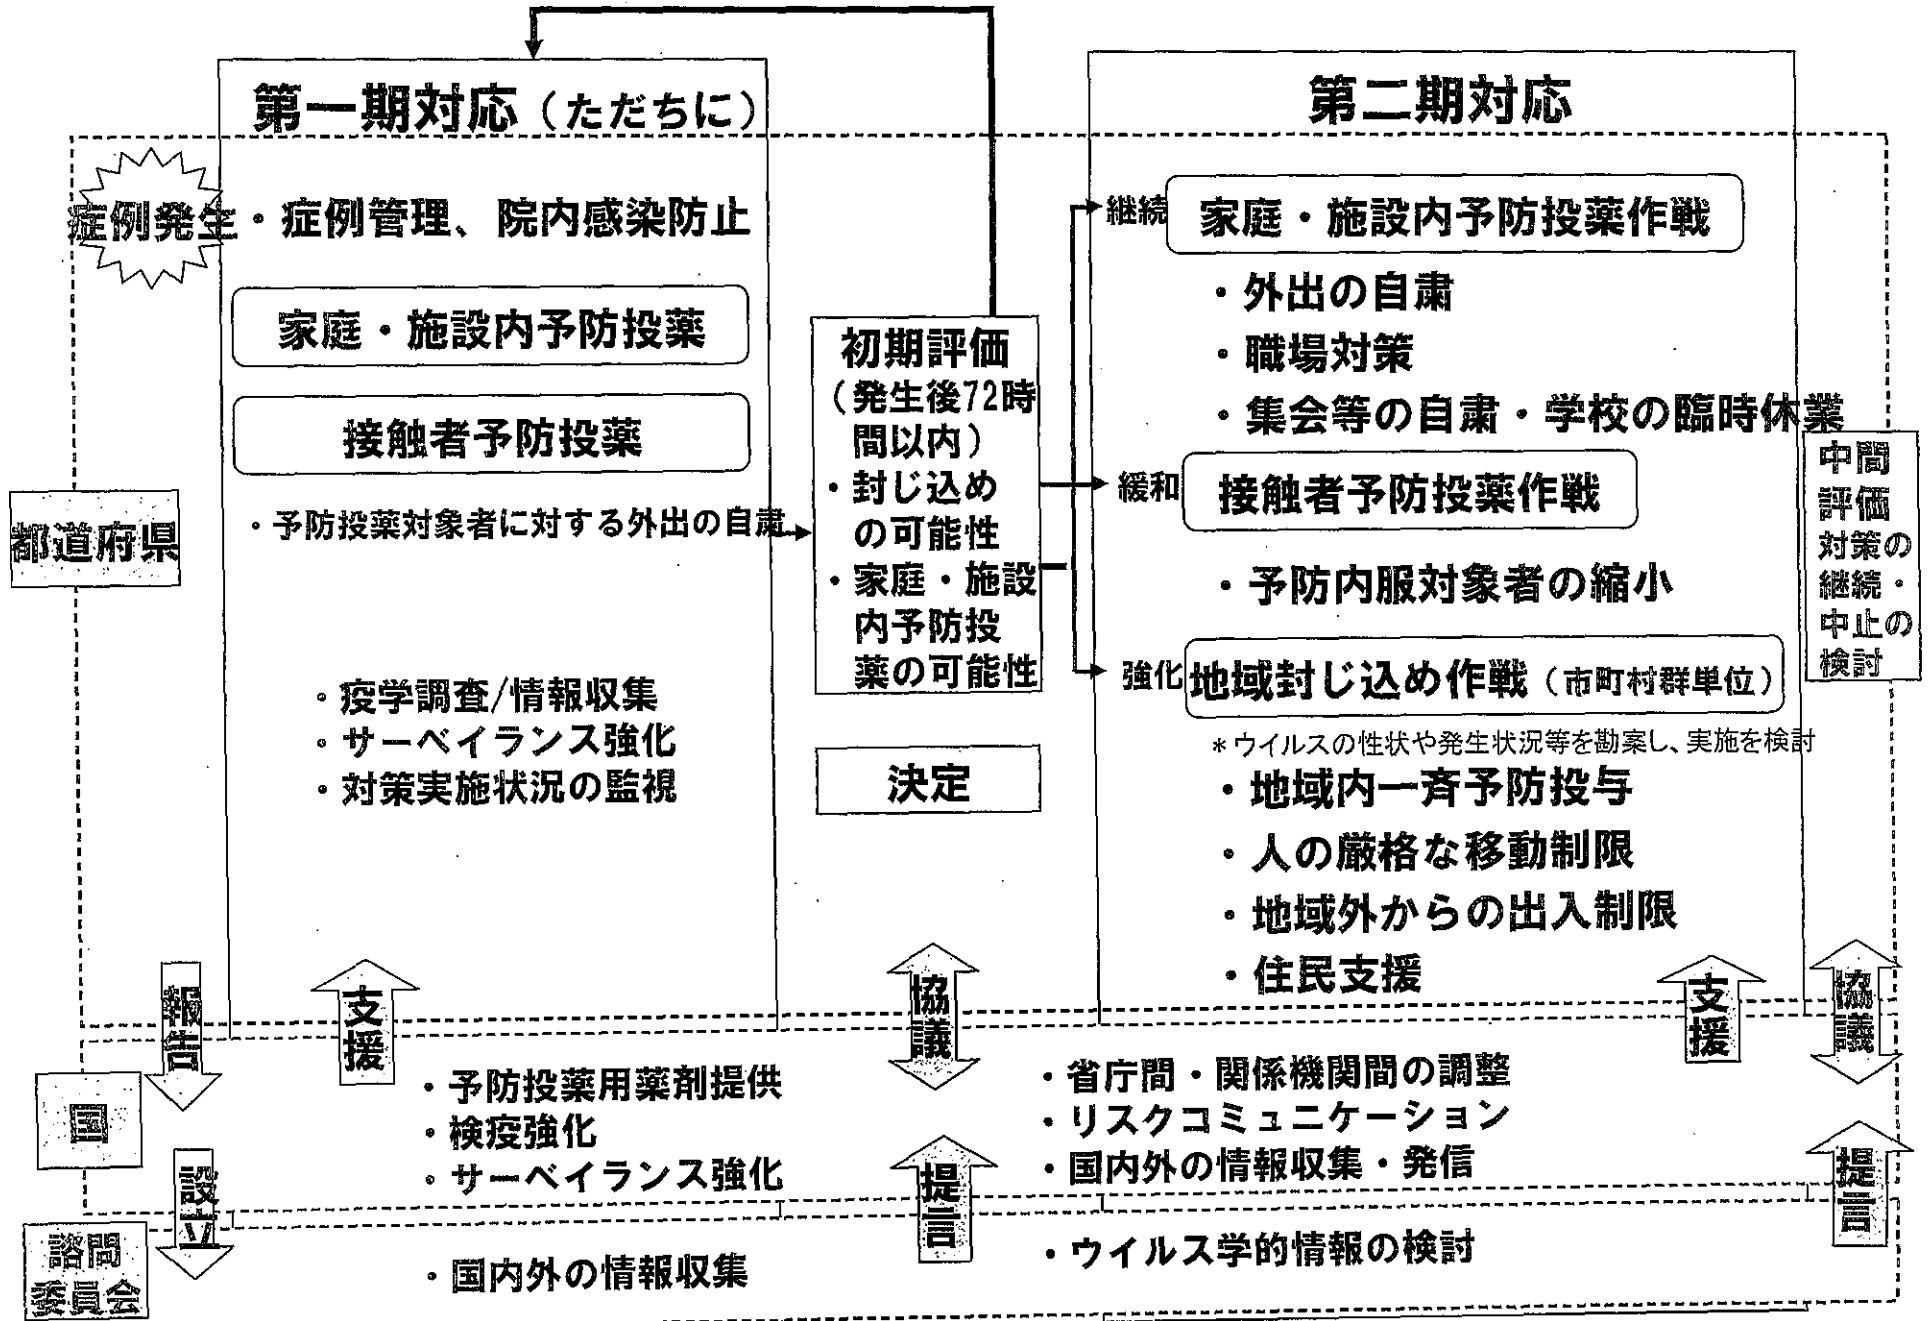 第一期対応（ただちに）
症例発生
・症例管理、院内感染防止
家庭・施設内予防投薬
接触者予防投薬
・予防投薬対象者に対する外出の自粛
・疫学調査/情報収集
・サーベイランス強化
・対策実施状況の監視
都道府県
初期評価
（発生後72時
間以内）
・封じ込め
の可能性
・家庭・施設
内予防投
薬の可能性
決定
第二期対応
継続
家庭・施設内予防投薬作戦
・外出の自粛
・職場対策
・集会等の自粛・学校の臨時休業
緩和
接触者予防投薬作戦
・予防内服対象者の縮小
強化
地域封じ込め作戦（市町村群単位）
＊ウイルスの性状や発生状況等を勘案し、実施を検討
・地域内一斉予防投与
・人の厳格な移動制限
・地域外からの出入制限
・住民支援
中間
評価
対策の
継続・
中止の
検討
報告
支援
協議
支援
協議
国
・予防投薬用薬剤提供
・検疫強化
・サーベイランス強化
・省庁間・関係機関間の調整
・リスクコミュニケーション
・国内外の情報収集・発信
設立
提言
提言
諮問
委員会
・国内外の情報収集
・ウイルス学的情報の検討